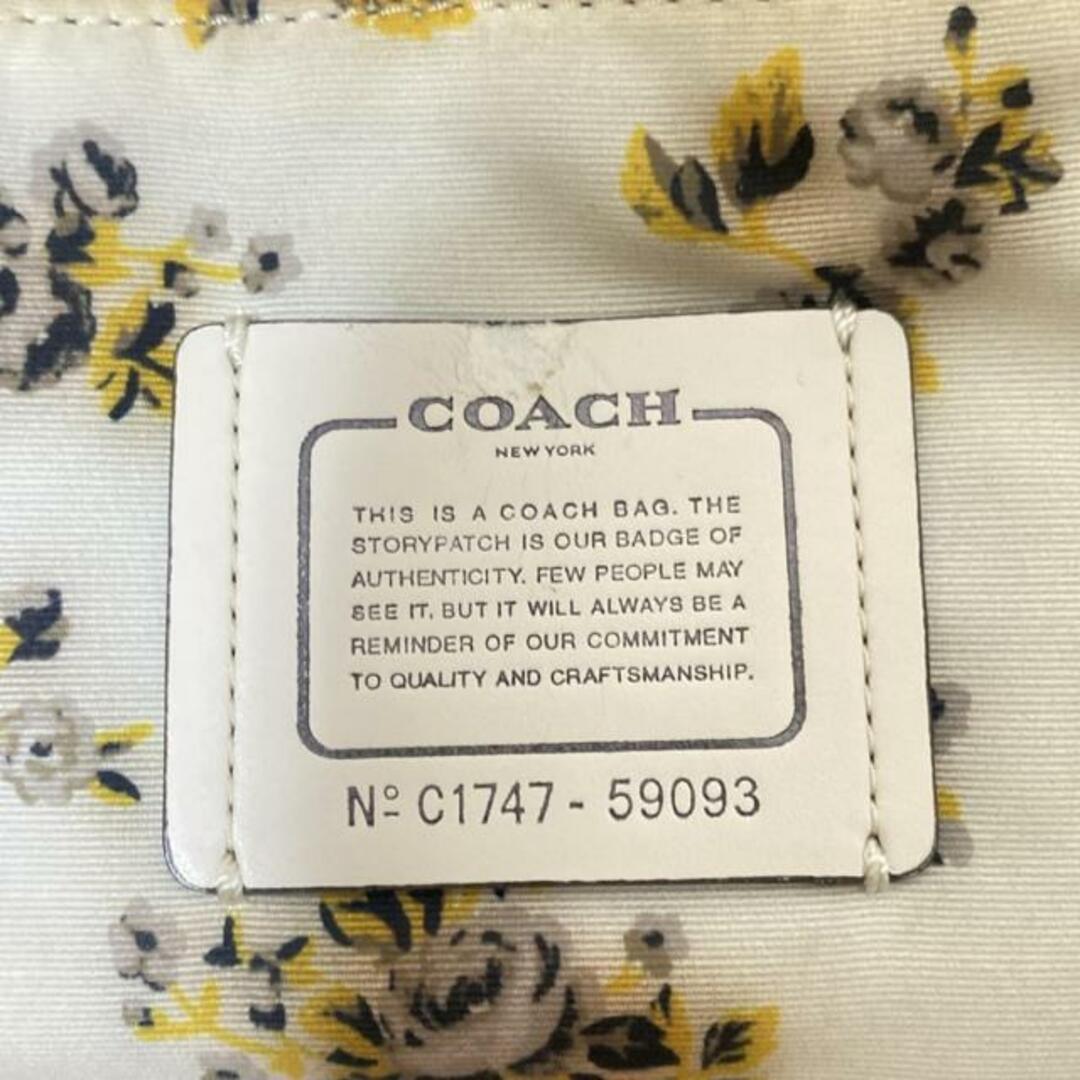 COACH
NEW YORK
THIS IS A COACH BAG. THE
STORYPATCH IS OUR BADGE OF
AUTHENTICITY. FEW PEOPLE MAY
SEE IT, BUT IT WILL ALWAYS BE A
REMINDER OF OUR COMMITMENT
TO QUALITY AND CRAFTSMANSHIP.
Nº C1747 - 59093